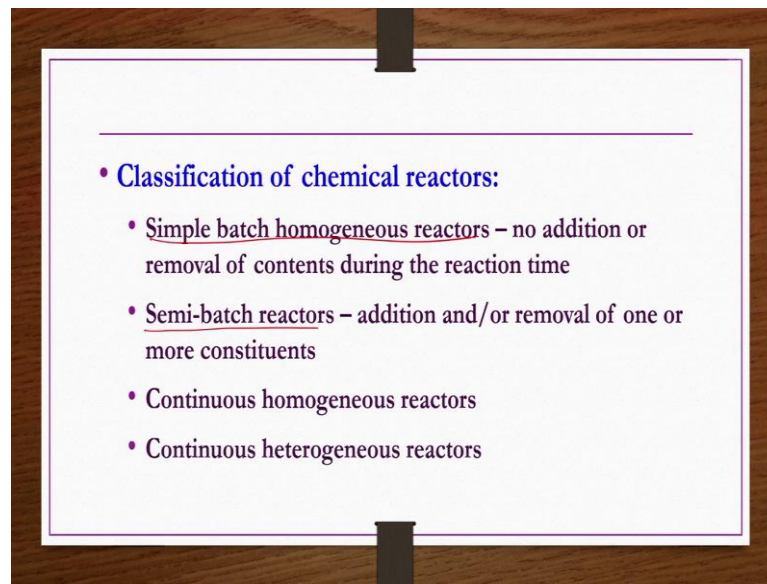 • Classification of chemical reactors:
• Simple batch homogeneous reactors – no addition or
removal of contents during the reaction time
• Semi-batch reactors – addition and/or removal of one or
more constituents
• Continuous homogeneous reactors
• Continuous heterogeneous reactors